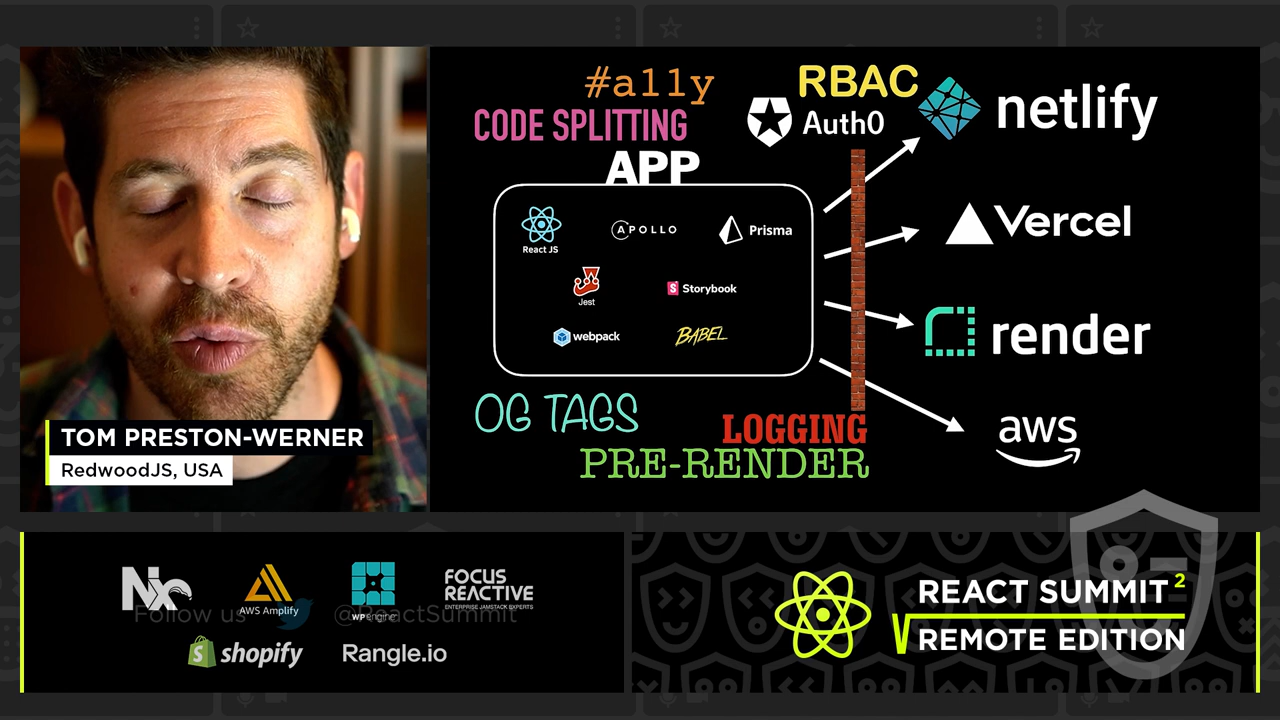 #a11y
CODE SPLITTING
APP
RBAC
Auth0
netlify
React JS
APOLLO
Prisma
Vercel
Jest
S Storybook
webpack
BABEL
render
OG TAGS
LOGGING
PRE-RENDER
aws
TOM PRESTON-WERNER
RedwoodJS, USA
Nx
AWS Amplify
WP engine
FOCUS
REACTIVE
ENTERPRISE JAMSTACK EXPERTS
Follow us @ReactSummit
shopify
Rangle.io
REACT SUMMIT 2
REMOTE EDITION